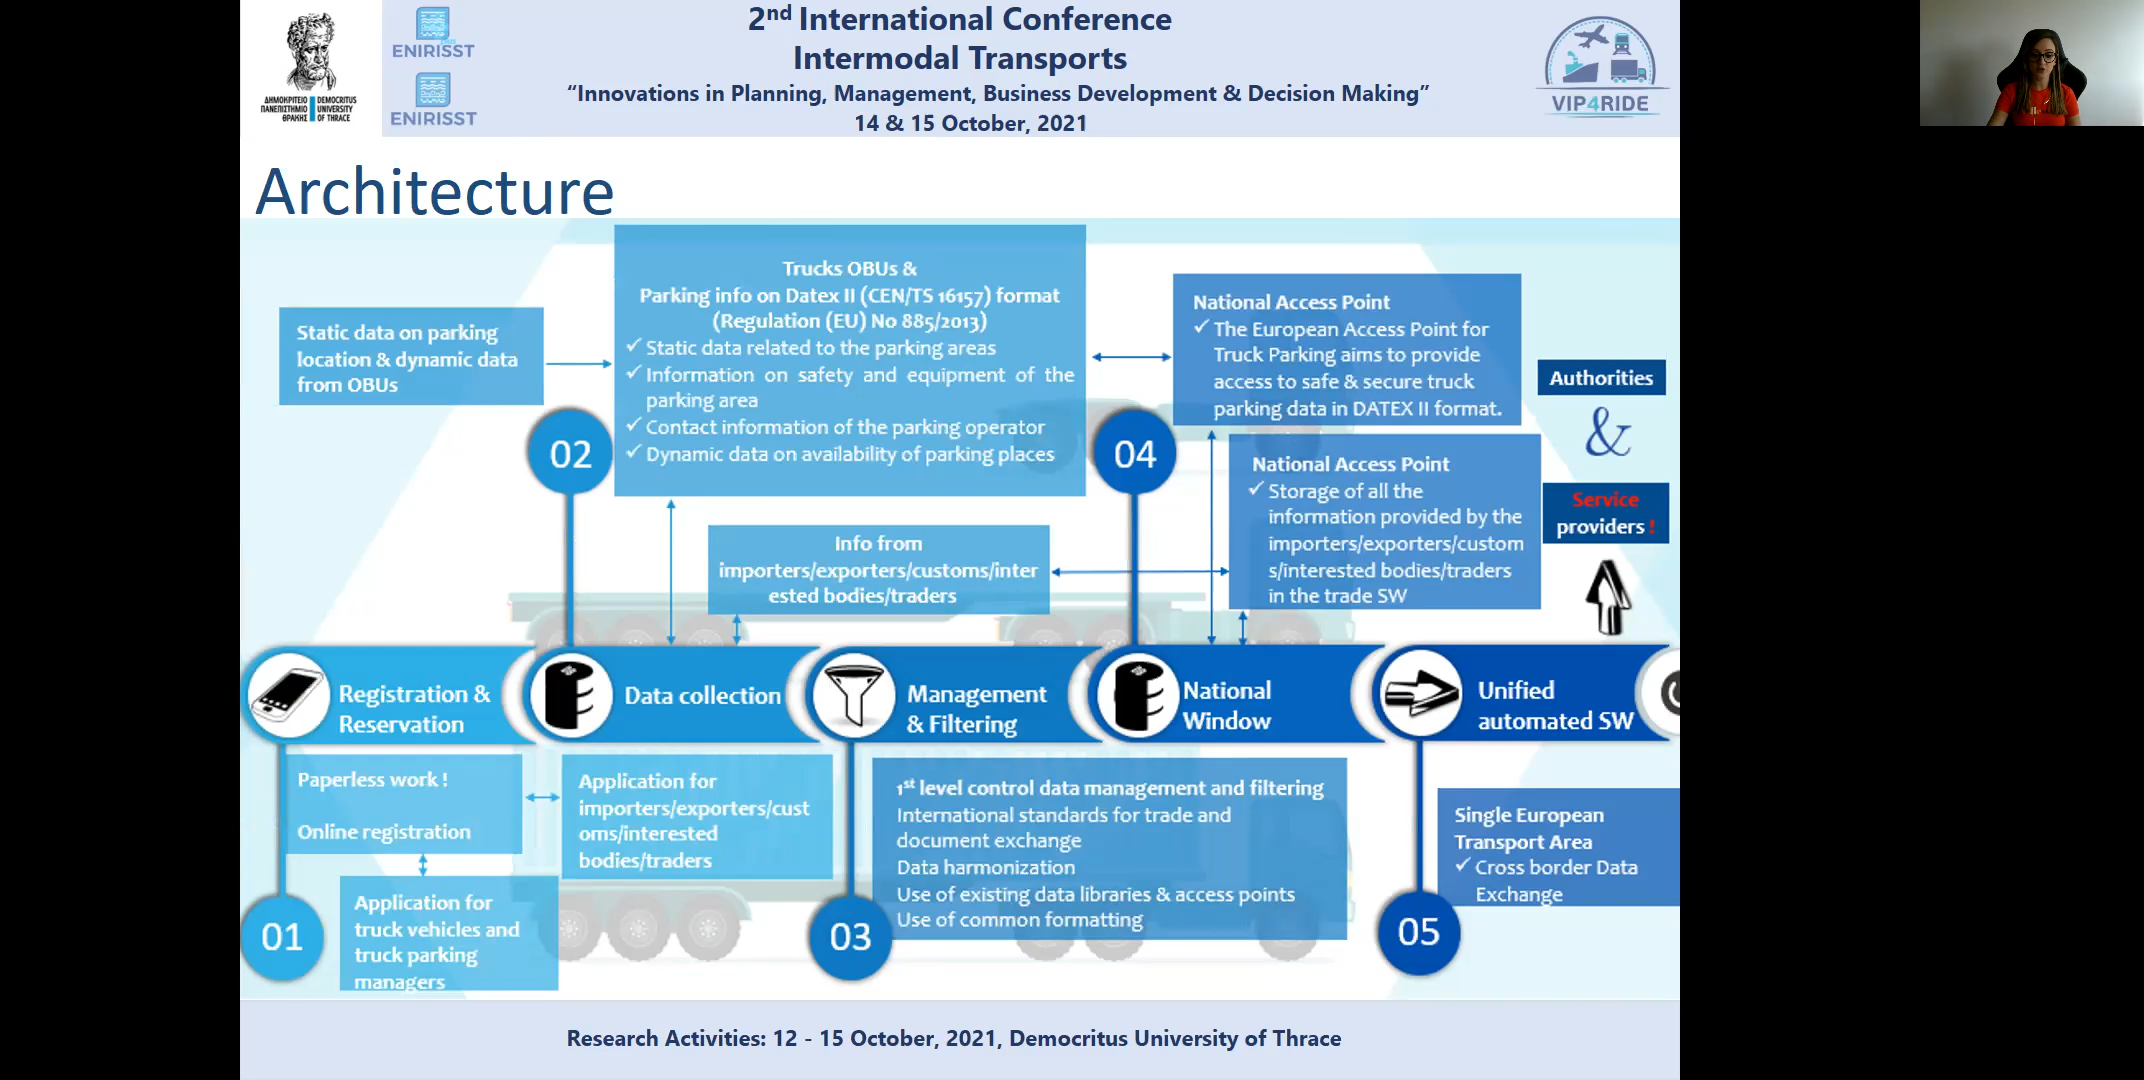 2nd International Conference
Intermodal Transports
“Innovations in Planning, Management, Business Development & Decision Making”
14 & 15 October, 2021
ΔΗΜΟΚΡΙΤΕΙΟ
ΠΑΝΕΠΙΣΤΗΜΙΟ
ΘΡΑΚΗΣ
DEMOCRITUS
UNIVERSITY
OF THRACE
ENIRISST
ENIRISST
VIP4RIDE
Architecture
Static data on parking
location & dynamic data
from OBUs
02
Trucks OBUs &
Parking info on Datex II (CEN/TS 16157) format
(Regulation (EU) No 885/2013)
✓ Static data related to the parking areas
✓ Information on safety and equipment of the
parking area
✓ Contact information of the parking operator
✓ Dynamic data on availability of parking places
Info from
importers/exporters/customs/inter
ested bodies/traders
04
National Access Point
✓ The European Access Point for
Truck Parking aims to provide
access to safe & secure truck
parking data in DATEX II format.
National Access Point
✓ Storage of all the
information provided by the
importers/exporters/custom
s/interested bodies/traders
in the trade SW
Authorities
&
Service
providers !
Registration &
Reservation
Data collection
Management
& Filtering
National
Window
Unified
automated SW
Paperless work !
Online registration
01
Application for
truck vehicles and
truck parking
managers
Application for
importers/exporters/cust
oms/interested
bodies/traders
03
1st level control data management and filtering
International standards for trade and
document exchange
Data harmonization
Use of existing data libraries & access points
Use of common formatting
05
Single European
Transport Area
✓ Cross border Data
Exchange
Research Activities: 12 - 15 October, 2021, Democritus University of Thrace